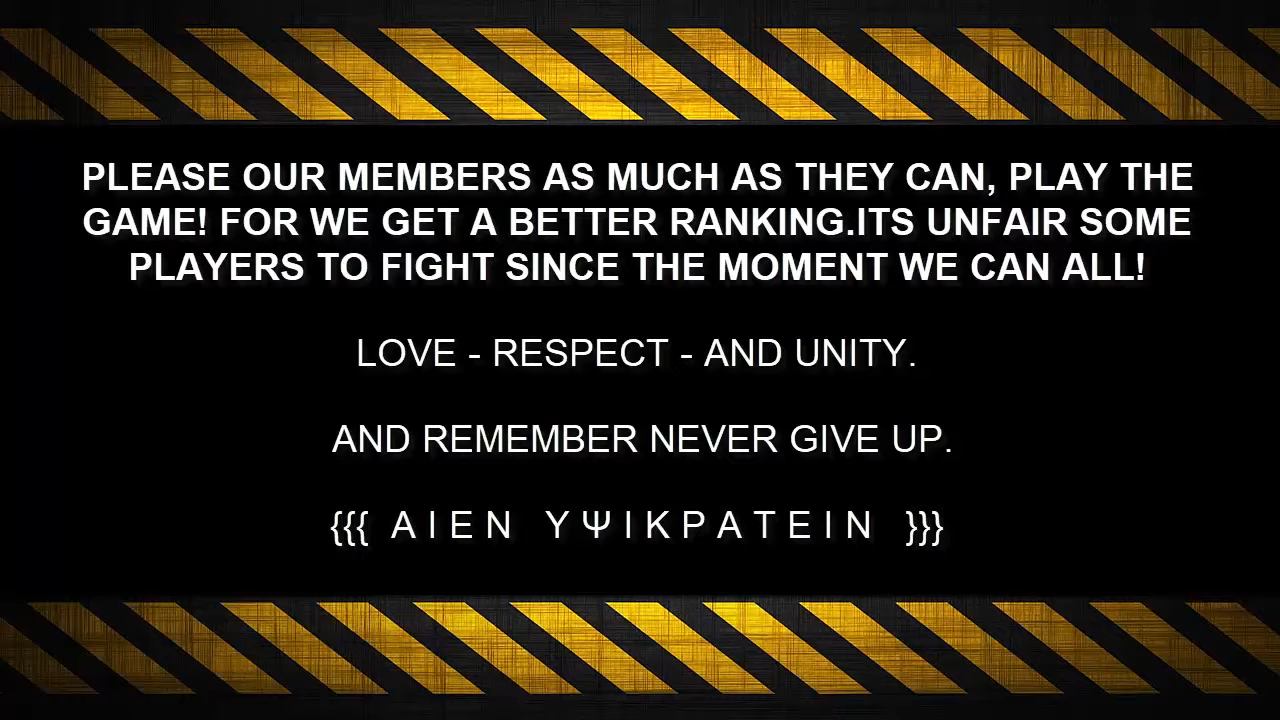 PLEASE OUR MEMBERS AS MUCH AS THEY CAN, PLAY THE
GAME! FOR WE GET A BETTER RANKING.ITS UNFAIR SOME
PLAYERS TO FIGHT SINCE THE MOMENT WE CAN ALL!
LOVE - RESPECT - AND UNITY.
AND REMEMBER NEVER GIVE UP.
{{{ Α Ι Ε Ν Υ Ψ Ι Κ Ρ Α Τ Ε Ι Ν }}}